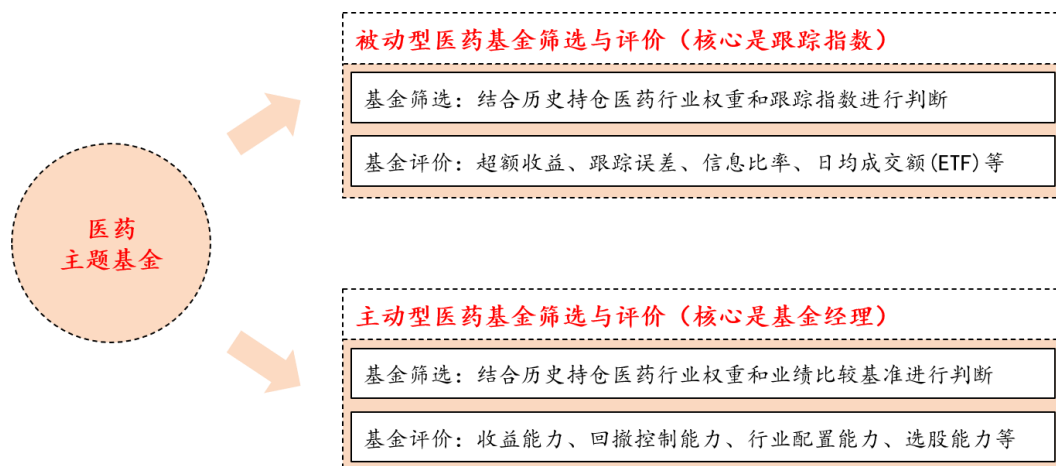 医药
主题基金
被动型医药基金筛选与评价（核心是跟踪指数）
基金筛选：结合历史持仓医药行业权重和跟踪指数进行判断
基金评价：超额收益、跟踪误差、信息比率、日均成交额(ETF)等
主动型医药基金筛选与评价（核心是基金经理）
基金筛选：结合历史持仓医药行业权重和业绩比较基准进行判断
基金评价：收益能力、回撤控制能力、行业配置能力、选股能力等